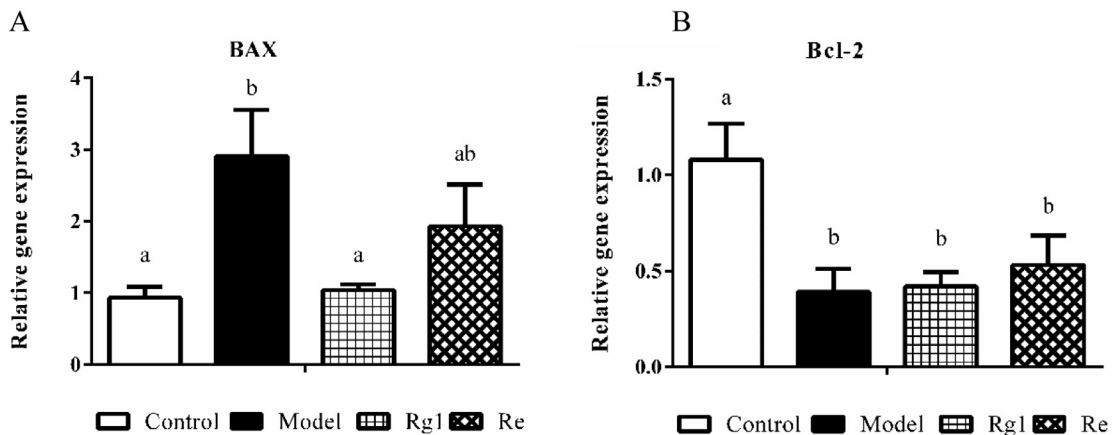 A
BAX
Relative gene expression
4
3
2
1
0
a
b
a
ab
Control Model Rg1 Re
B
Bcl-2
Relative gene expression
1.5
1.0
0.5
0.0
a
b
b
b
Control Model Rg1 Re